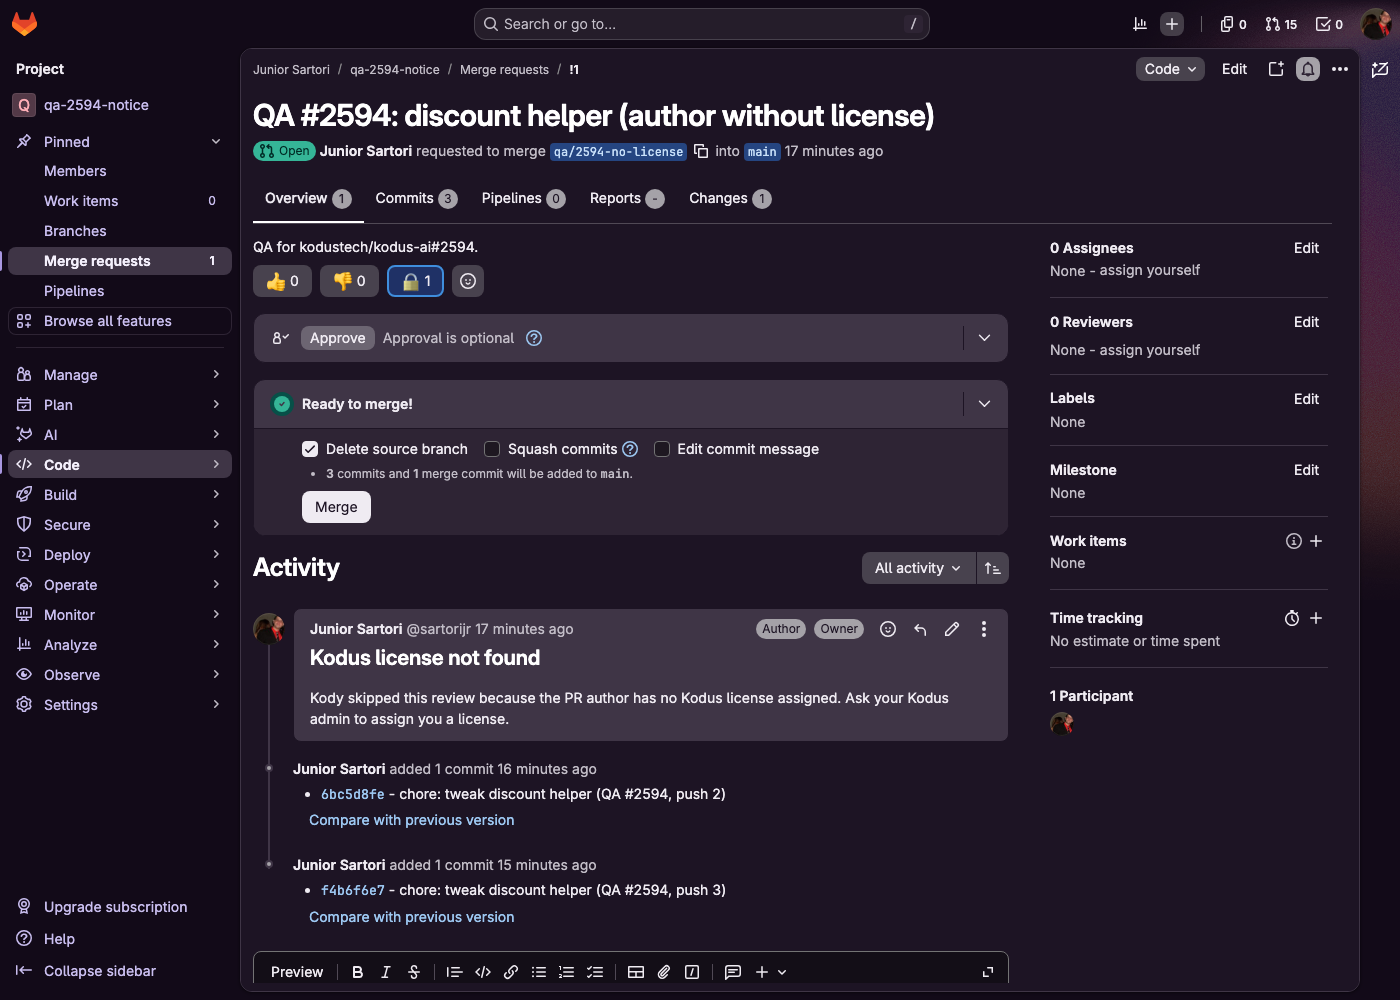 Search or go to...
/
0
15
0
Project
Q
qa-2594-notice
Pinned
Members
Work items
0
Branches
Merge requests
1
Pipelines
Browse all features
Manage
Plan
AI
Code
Build
Secure
Deploy
Operate
Monitor
Analyze
Observe
Settings
Upgrade subscription
Help
Collapse sidebar
Junior Sartori / qa-2594-notice / Merge requests / !1
Code
Edit
QA #2594: discount helper (author without license)
Open Junior Sartori requested to merge qa/2594-no-license into main 17 minutes ago
Overview 1
Commits 3
Pipelines 0
Reports -
Changes 1
QA for kodustech/kodus-ai#2594.
0
0
1
Approve Approval is optional ?
Ready to merge!
Delete source branch
Squash commits ?
Edit commit message
• 3 commits and 1 merge commit will be added to main.
Merge
Activity
All activity
Junior Sartori @sartorijr 17 minutes ago
Author
Owner
Kodus license not found
Kody skipped this review because the PR author has no Kodus license assigned. Ask your Kodus
admin to assign you a license.
Junior Sartori added 1 commit 16 minutes ago
• 6bc5d8fe - chore: tweak discount helper (QA #2594, push 2)
Compare with previous version
Junior Sartori added 1 commit 15 minutes ago
• f4b6f6e7 - chore: tweak discount helper (QA #2594, push 3)
Compare with previous version
Preview
B
I
S
0 Assignees
Edit
None - assign yourself
0 Reviewers
Edit
None - assign yourself
Labels
Edit
None
Milestone
Edit
None
Work items
None
Time tracking
No estimate or time spent
1 Participant